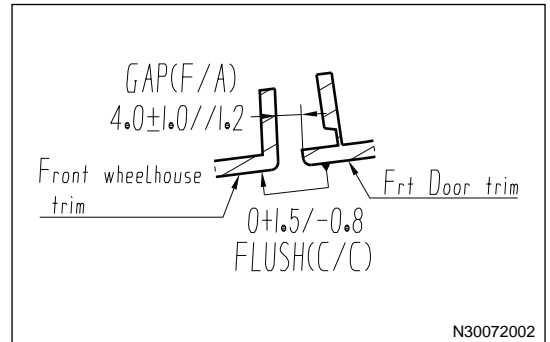 GAP(F/A)
4.0±1.0//1.2
Front wheelhouse
trim
Frt Door trim
0+1.5/-0.8
FLUSH(C/C)
N30072002